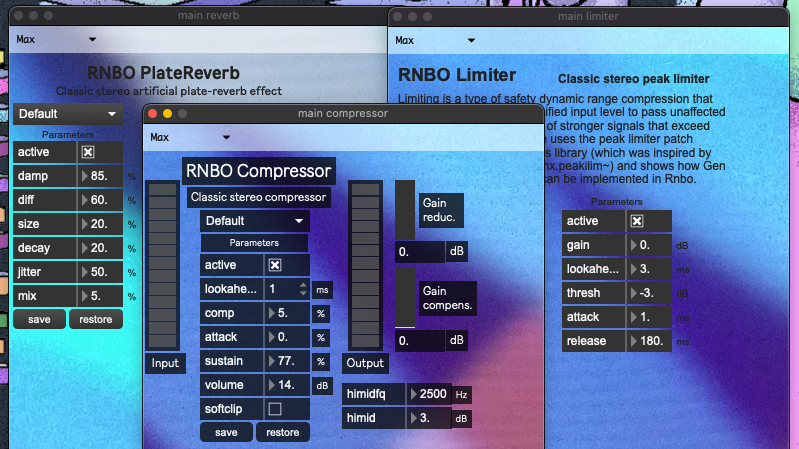 main reverb
Max
RNBO PlateReverb
Classic stereo artificial plate-reverb effect
Default
Parameters
active
damp 85. %
diff 60. %
size 20. %
decay 20. %
jitter 50. %
mix 5. %
save restore
main compressor
Max
RNBO Compressor
Classic stereo compressor
Default
Parameters
active
lookahe... 1 ms
comp 5. %
attack 0. %
sustain 77. %
volume 14. dB
softclip
save restore
Input
Output
Gain
reduc.
0. dB
Gain
compens.
0. dB
himidfq 2500 Hz
himid 3. dB
main limiter
Max
RNBO Limiter
Classic stereo peak limiter
Limiting is a type of safety dynamic range compression that
ified input level to pass unaffected
of stronger signals that exceed
uses the peak limiter patch
library (which was inspired by
peakilim~) and shows how Gen
can be implemented in Rnbo.
Parameters
active
gain 0. dB
lookahe... 3. ms
thresh -3. dB
attack 1. ms
release 180. ms